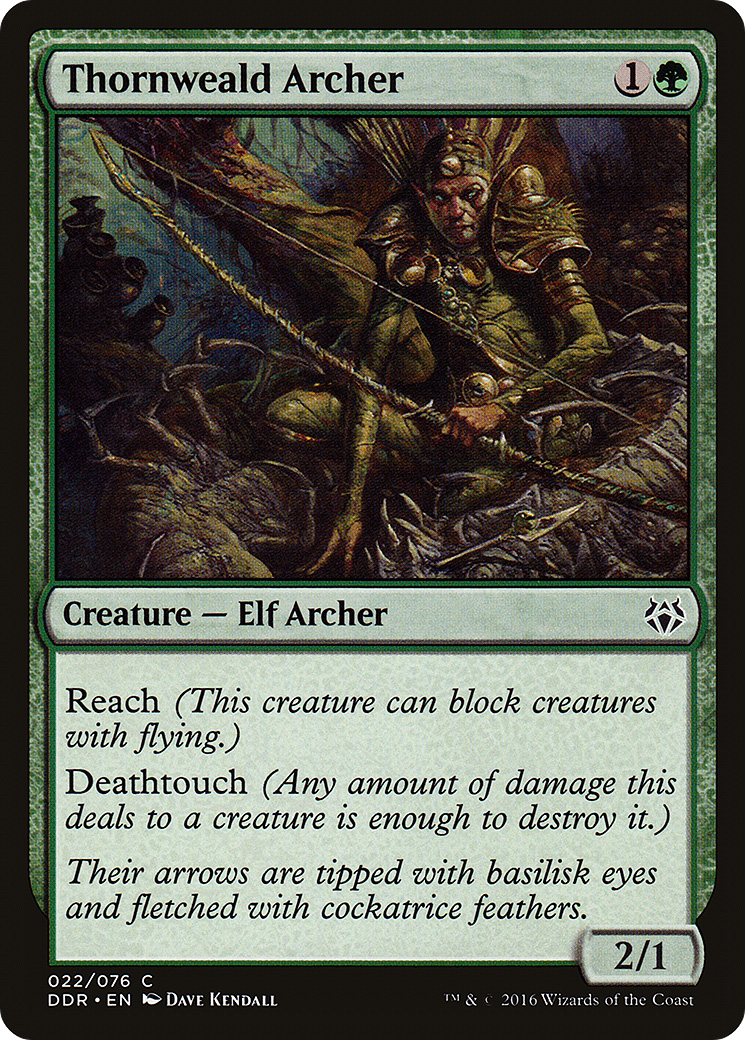 Thornweald Archer 1
Creature — Elf Archer
Reach (This creature can block creatures
with flying.)
Deathtouch (Any amount of damage this
deals to a creature is enough to destroy it.)
Their arrows are tipped with basilisk eyes
and fletched with cockatrice feathers.
2/1
022/076 C
DDR • EN Dave Kendall
™ & © 2016 Wizards of the Coast